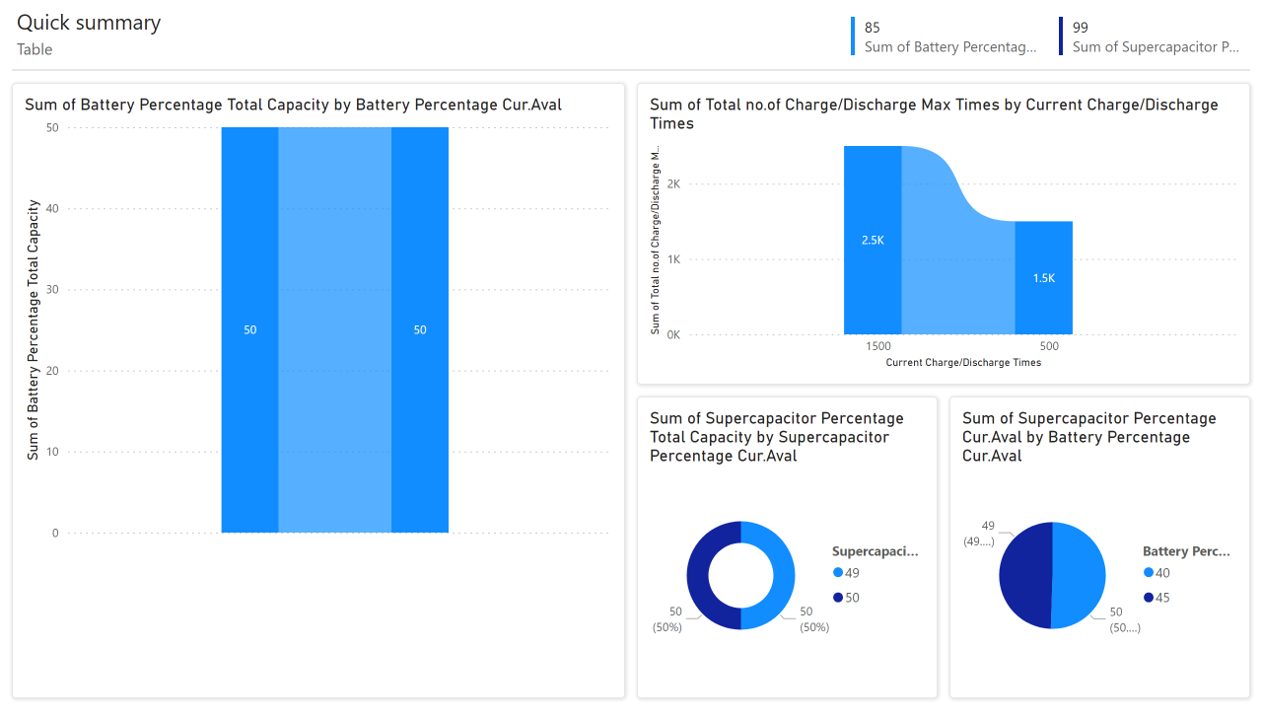 Quick summary
Table
85
Sum of Battery Percentag...
99
Sum of Supercapacitor P...
Sum of Battery Percentage Total Capacity by Battery Percentage Cur.Aval
Sum of Battery Percentage Total Capacity
50
40
30
20
10
0
50
50
Sum of Total no.of Charge/Discharge Max Times by Current Charge/Discharge
Times
Sum of Total no.of Charge/Discharge M...
2K
1K
0K
2.5K
1.5K
1500
500
Current Charge/Discharge Times
Sum of Supercapacitor Percentage
Total Capacity by Supercapacitor
Percentage Cur.Aval
50
(50%)
50
(50%)
Supercapaci...
49
50
Sum of Supercapacitor Percentage
Cur.Aval by Battery Percentage
Cur.Aval
49
(49....)
50
(50....)
Battery Perc...
40
45